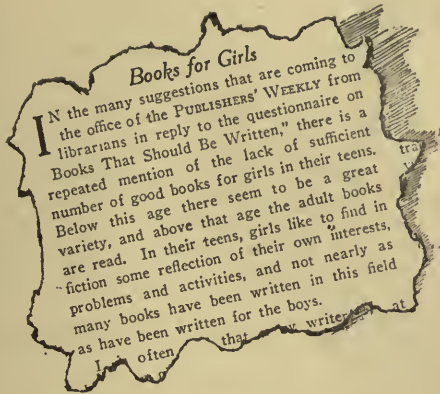 Books for Girls
IN the many suggestions that are coming to
the office of the PUBLISHERS' WEEKLY from
librarians in reply to the questionnaire on
Books That Should Be Written," there is a
repeated mention of the lack of sufficient
number of good books for girls in their teens.
Below this age there seem to be a great
variety, and above that age the adult books
are read. In their teens, girls like to find in
fiction some reflection of their own interests,
problems and activities, and not nearly as
many books have been written in this field
as have been written for the boys.
often that writer at